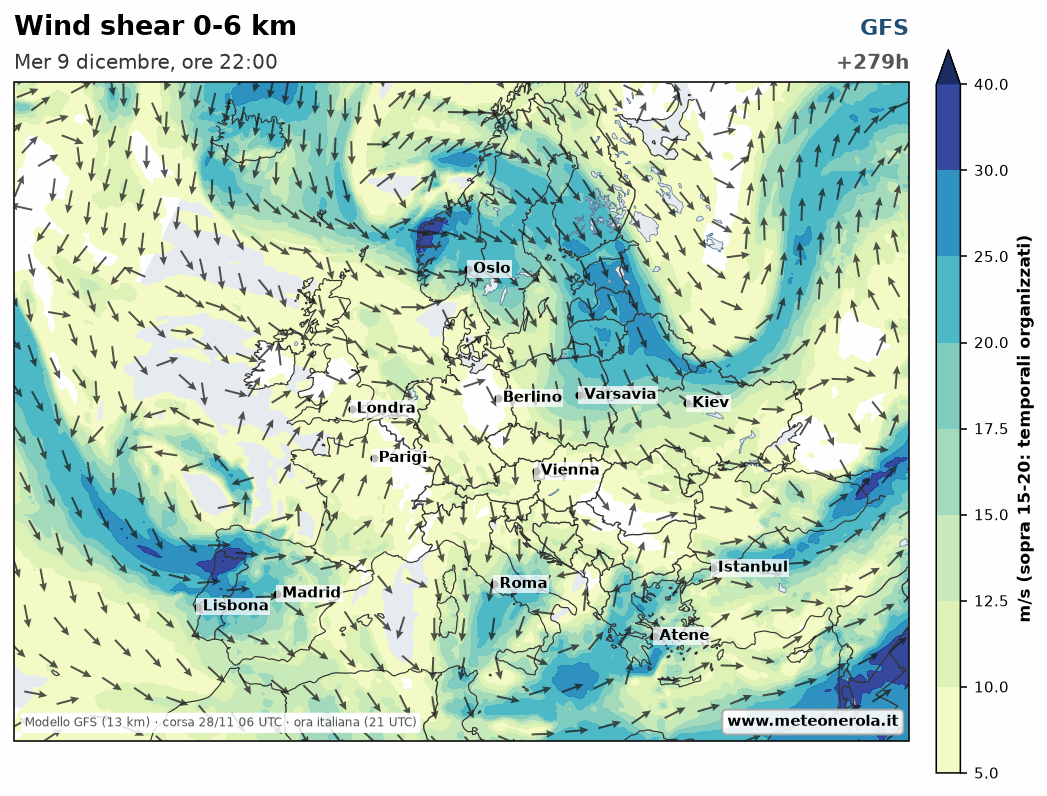 Wind shear 0-6 km
GFS
Mer 9 dicembre, ore 22:00
+279h
Oslo
Berlino
Varsavia
Kiev
Londra
Parigi
Vienna
Istanbul
Roma
Madrid
Lisbona
Atene
Modello GFS (13 km) · corsa 28/11 06 UTC · ora italiana (21 UTC)
www.meteonerola.it
40.0
30.0
25.0
20.0
17.5
15.0
12.5
10.0
5.0
m/s (sopra 15-20: temporali organizzati)